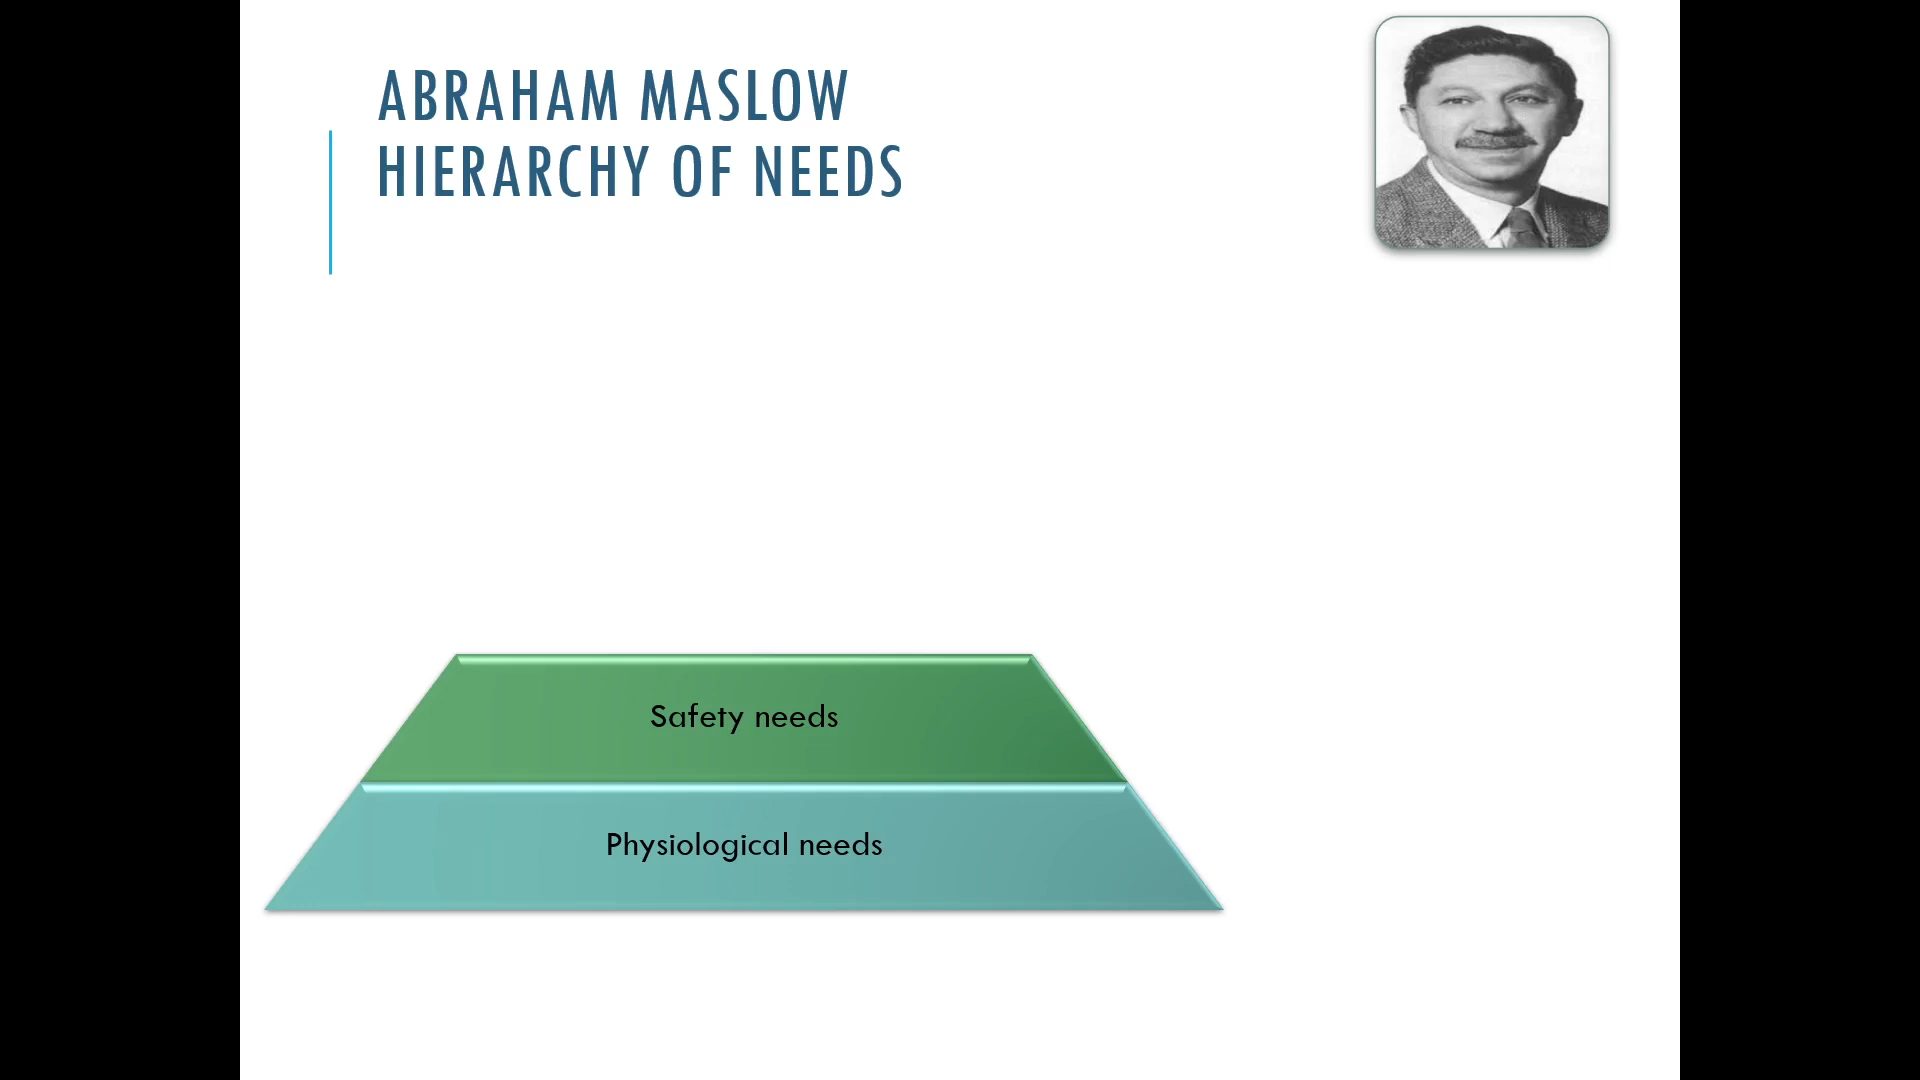 ABRAHAM MASLOW
HIERARCHY OF NEEDS
Safety needs
Physiological needs